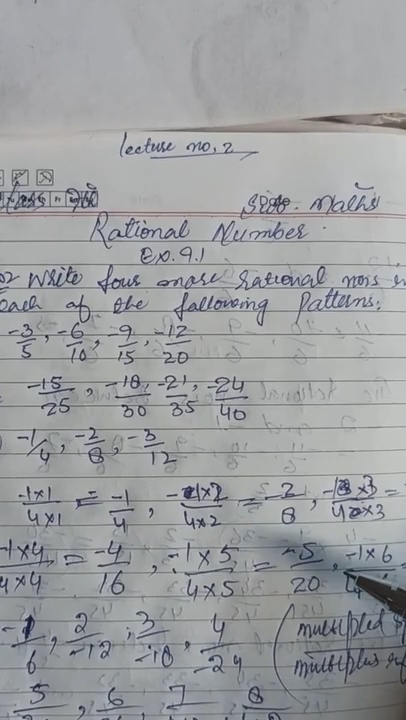 lecture no. 2
Sub. Maths
Rational Number
Ex. 9.1
Write four more rational no's in
each of the following Patterns:
-3/5, -6/10, -9/15, -12/20
-15/25, -18/30, -21/35, -24/40
-1/4, -2/8, -3/12
-1×1/4×1 = -1/4, -1×2/4×2 = -2/8, -1×3/4×3 =
-1×4/4×4 = -4/16, -1×5/4×5 = -5/20, -1×6
-1/6, 2/-12, 3/-18, 4/-24
5 6 7 8